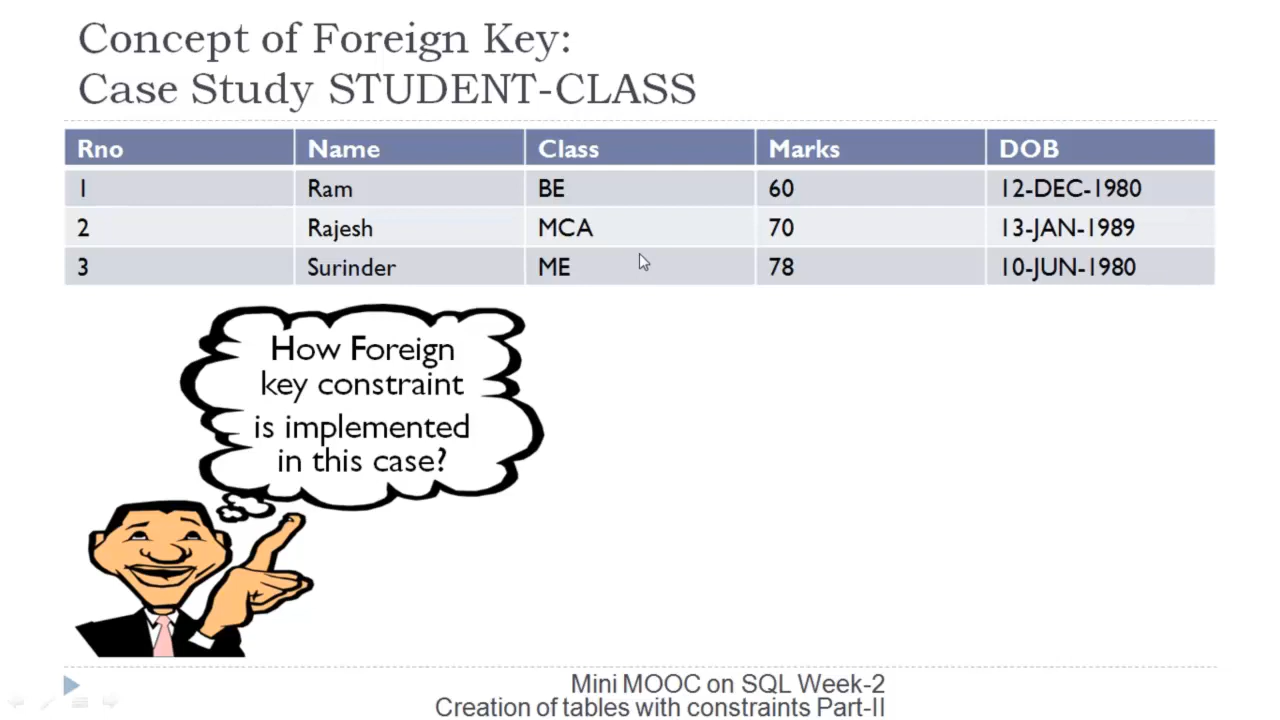 Concept of Foreign Key:
Case Study STUDENT-CLASS
Rno Name Class Marks DOB
1 Ram BE 60 12-DEC-1980
2 Rajesh MCA 70 13-JAN-1989
3 Surinder ME 78 10-JUN-1980
How Foreign
key constraint
is implemented
in this case?
Mini MOOC on SQL Week-2
Creation of tables with constraints Part-II